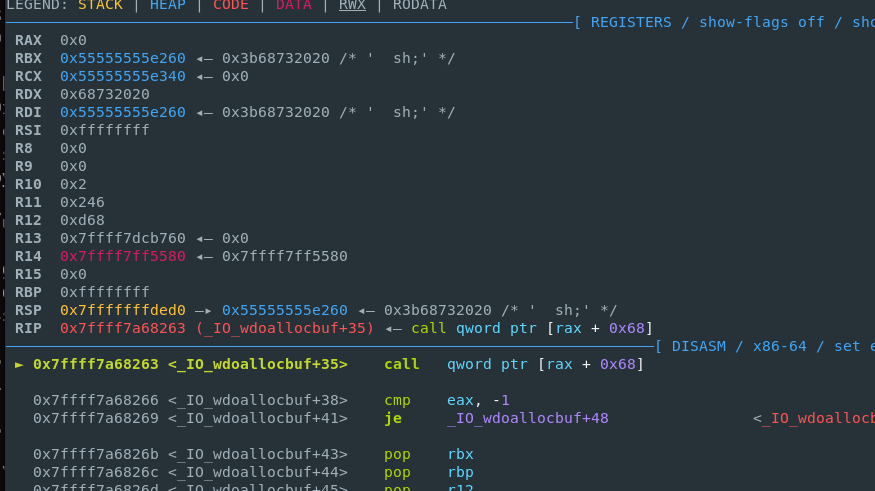 LEGEND: STACK | HEAP | CODE | DATA | RWX | RODATA
[ REGISTERS / show-flags off / sho
RAX 0x0
RBX 0x55555555e260 ◂— 0x3b68732020 /* '  sh;' */
RCX 0x55555555e340 ◂— 0x0
RDX 0x68732020
RDI 0x55555555e260 ◂— 0x3b68732020 /* '  sh;' */
RSI 0xffffffff
R8 0x0
R9 0x0
R10 0x2
R11 0x246
R12 0xd68
R13 0x7ffff7dcb760 ◂— 0x0
R14 0x7ffff7ff5580 ◂— 0x7ffff7ff5580
R15 0x0
RBP 0xffffffff
RSP 0x7fffffffded0 —▸ 0x55555555e260 ◂— 0x3b68732020 /* '  sh;' */
RIP 0x7ffff7a68263 (_IO_wdoallocbuf+35) ◂— call qword ptr [rax + 0x68]
[ DISASM / x86-64 / set e
► 0x7ffff7a68263 <_IO_wdoallocbuf+35> call qword ptr [rax + 0x68]
0x7ffff7a68266 <_IO_wdoallocbuf+38> cmp eax, -1
0x7ffff7a68269 <_IO_wdoallocbuf+41> je _IO_wdoallocbuf+48 <_IO_wdoallocb
0x7ffff7a6826b <_IO_wdoallocbuf+43> pop rbx
0x7ffff7a6826c <_IO_wdoallocbuf+44> pop rbp
0x7ffff7a6826d <_IO_wdoallocbuf+45> pop r12